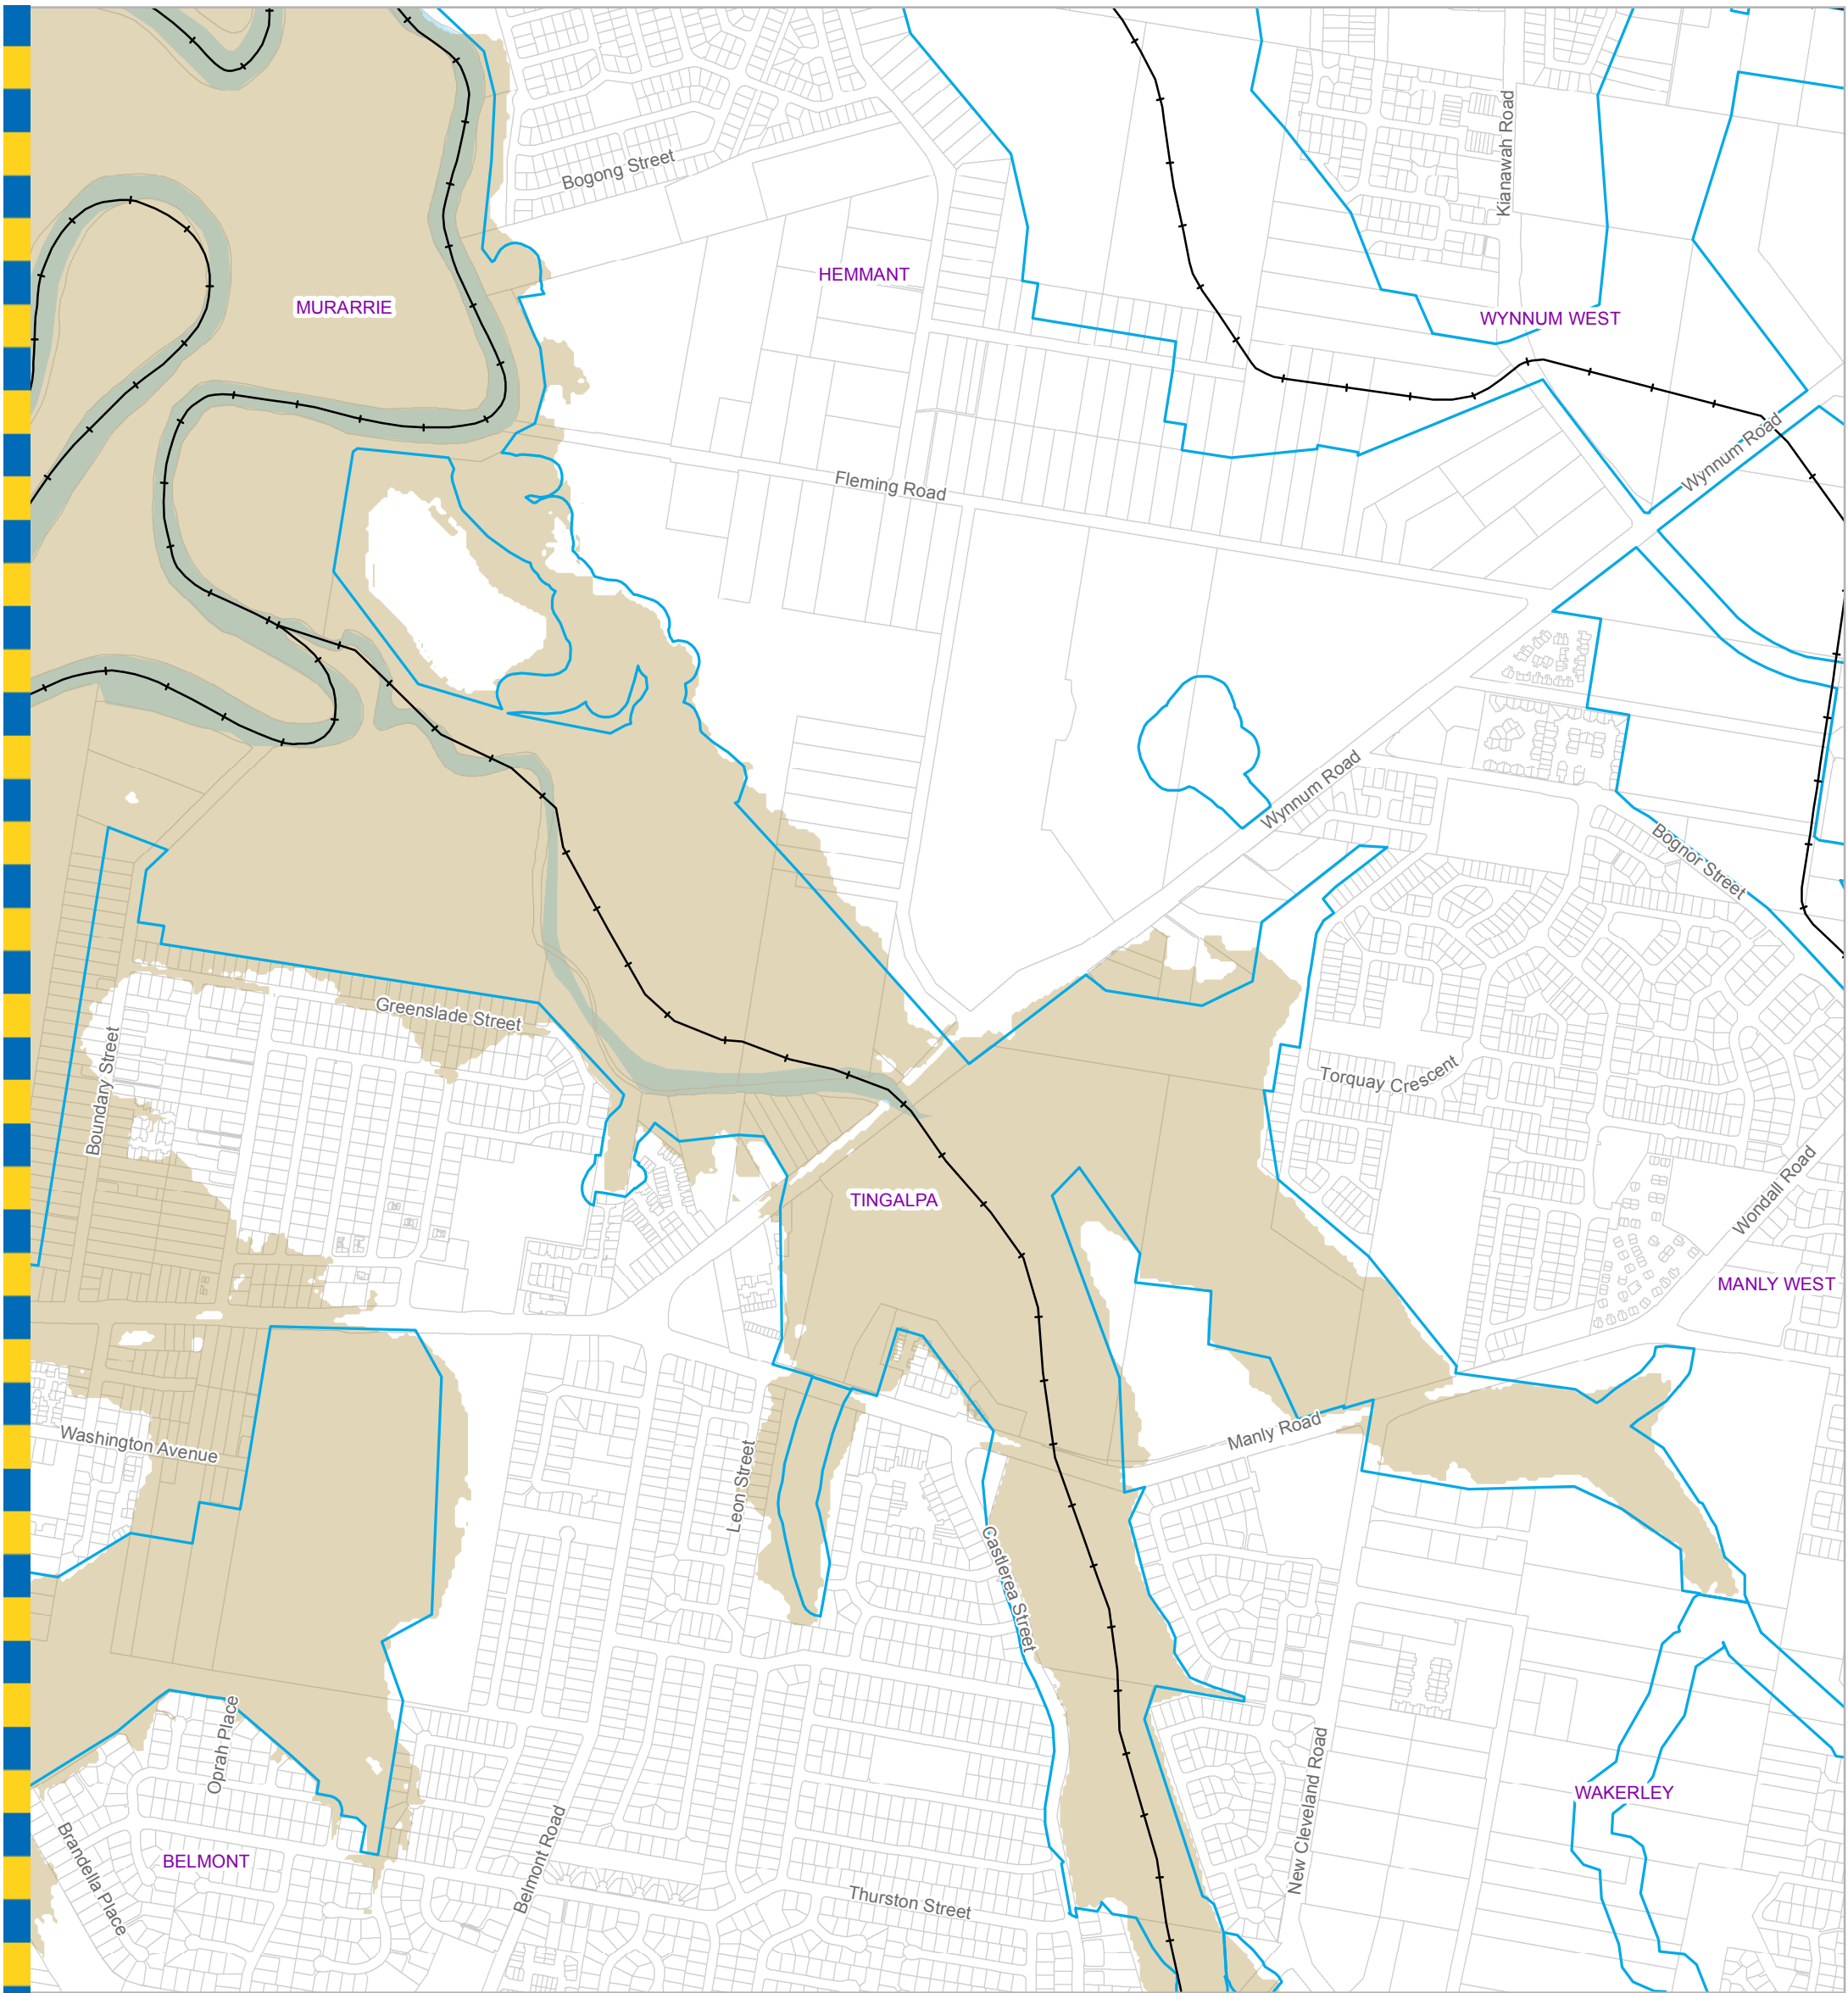 Kianawah Road
Bogong Street
HEMMANT
MURARRIE
WYNNUM WEST
Wynnum Road
Fleming Road
Wynnum Road
Bognor Street
Greenslade Street
Boundary Street
Torquay Crescent
Wondall Road
TINGALPA
MANLY WEST
Manly Road
Washington Avenue
Leon Street
Castlerea Street
Oprah Place
New Cleveland Road
WAKERLEY
Brandella Place
BELMONT
Belmont Road
Thurston Street